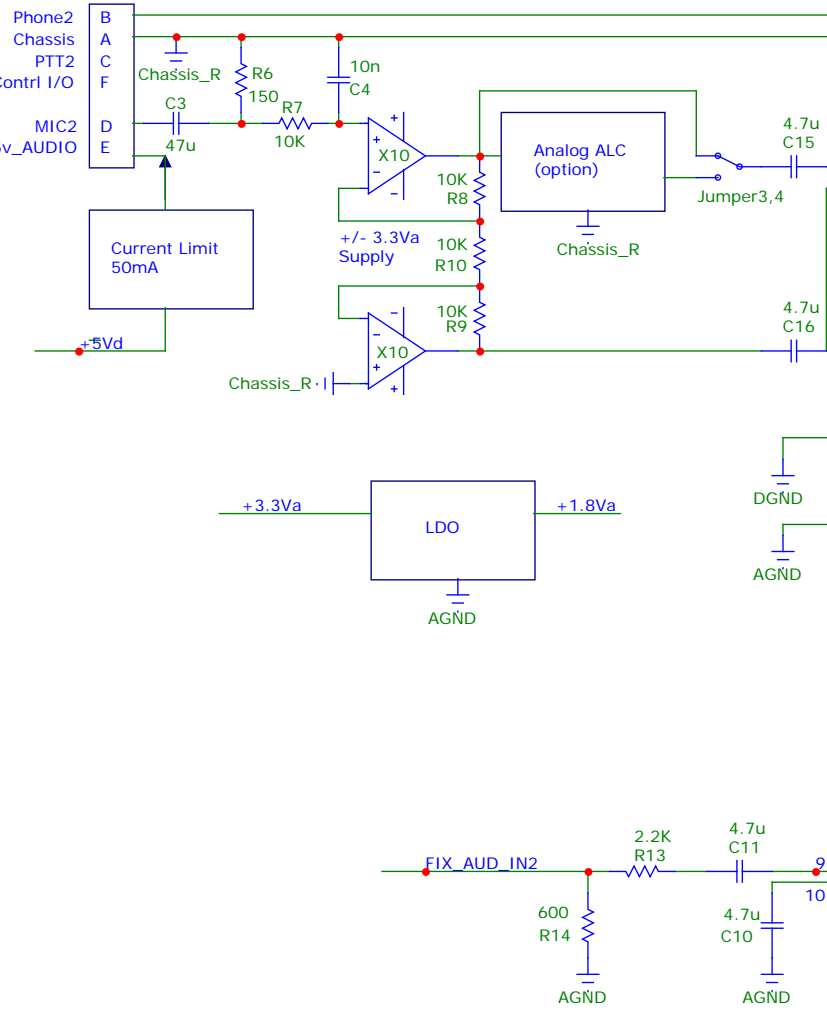 Phone2 B
Chassis A
PTT2 C
Contrl I/O F
MIC2 D
v_AUDIO E
Chassis_R
R6
150
10n
C4
C3
47u
R7
10K
X10
10K
R8
Analog ALC
(option)
Chassis_R
4.7u
C15
Jumper3,4
+/- 3.3Va
Supply
10K
R10
Current Limit
50mA
+5Vd
10K
R9
X10
Chassis_R
4.7u
C16
DGND
AGND
+3.3Va
LDO
+1.8Va
AGND
FIX_AUD_IN2
2.2K
R13
4.7u
C11
9
10
600
R14
4.7u
C10
AGND
AGND